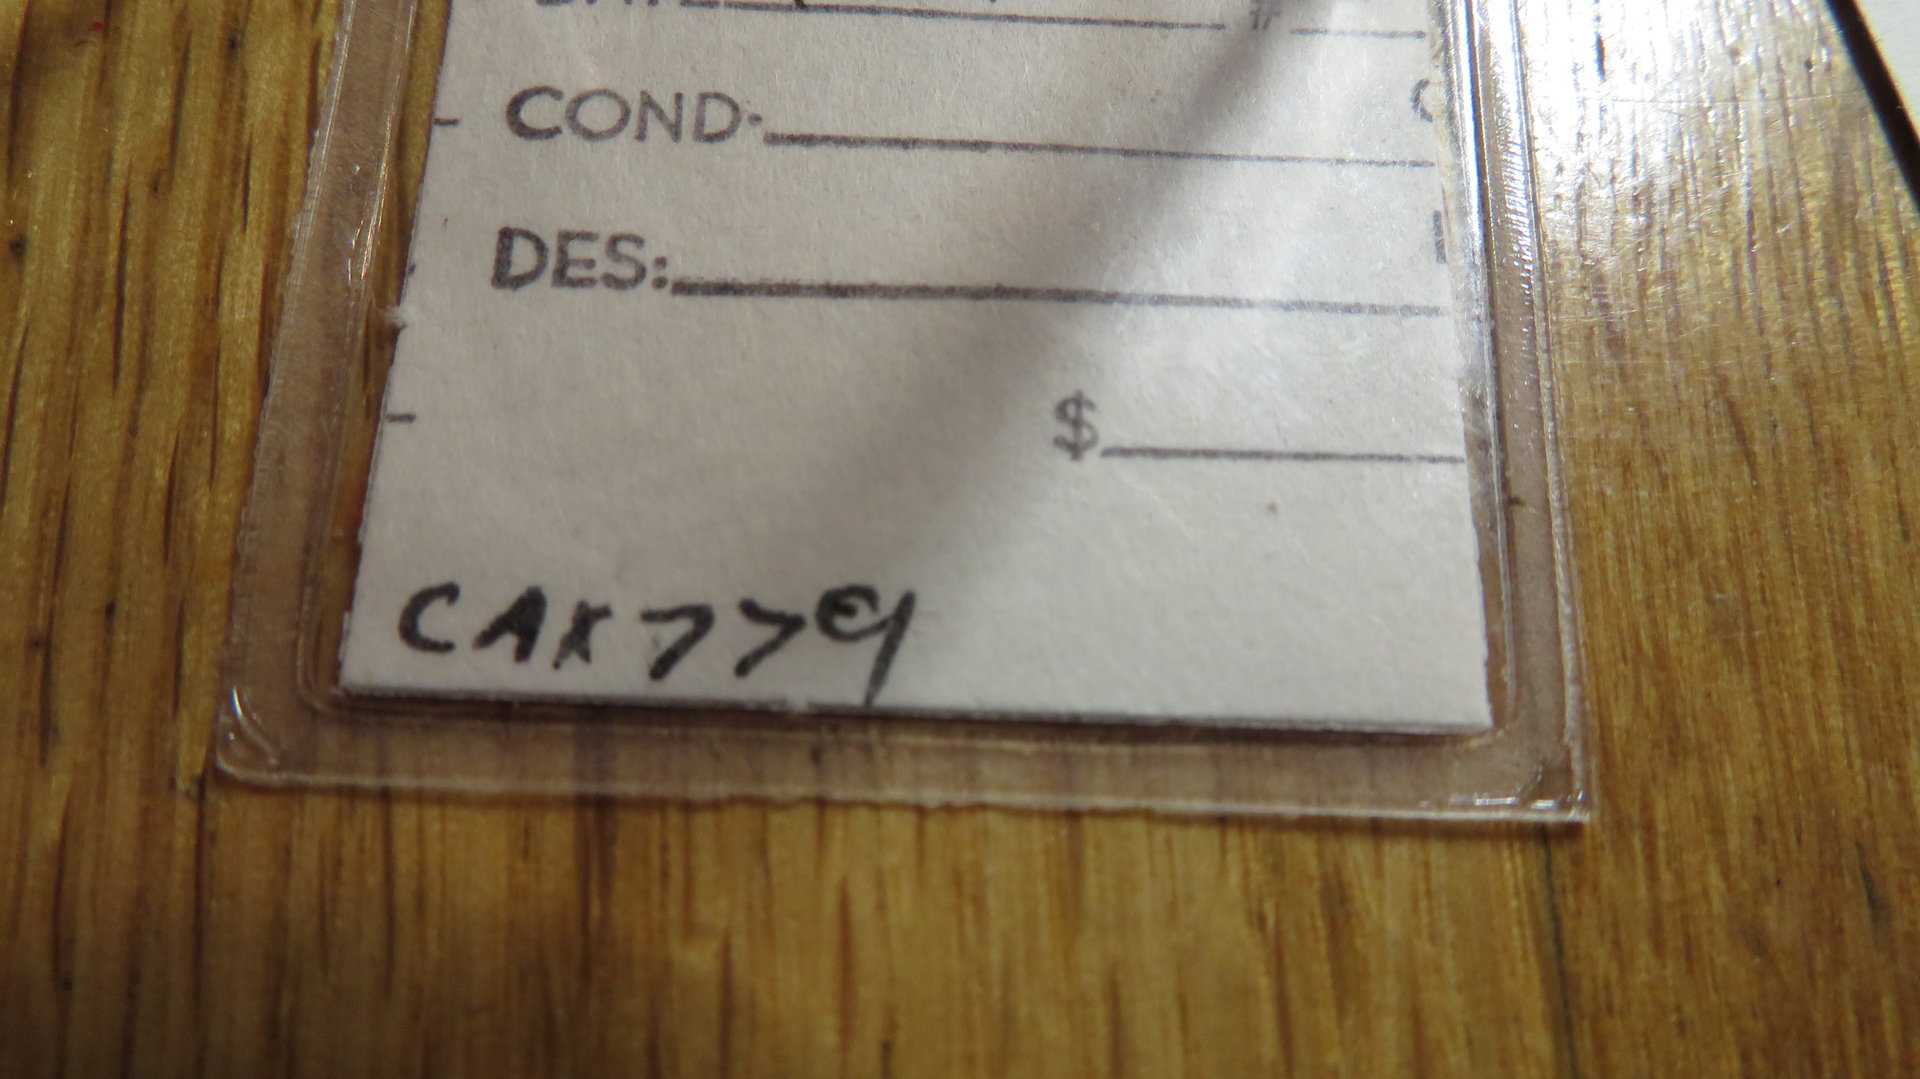 COND.
DES:
$
CAX779